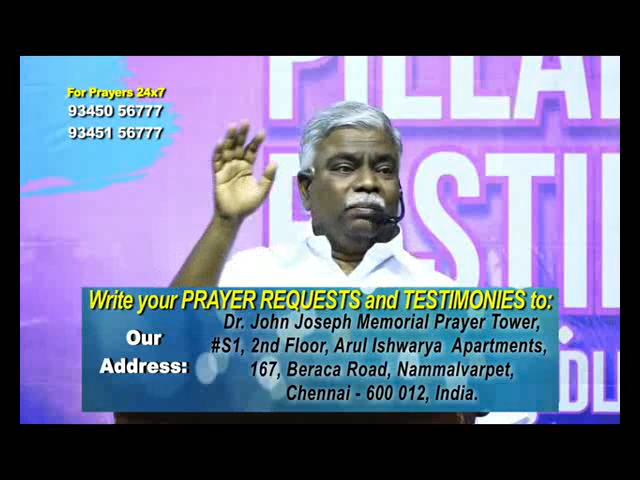 For Prayers 24x7
93450 56777
93451 56777
Write your PRAYER REQUESTS and TESTIMONIES to:
Our
Address:
Dr. John Joseph Memorial Prayer Tower,
#S1, 2nd Floor, Arul Ishwarya Apartments,
167, Beraca Road, Nammalvarpet,
Chennai - 600 012, India.